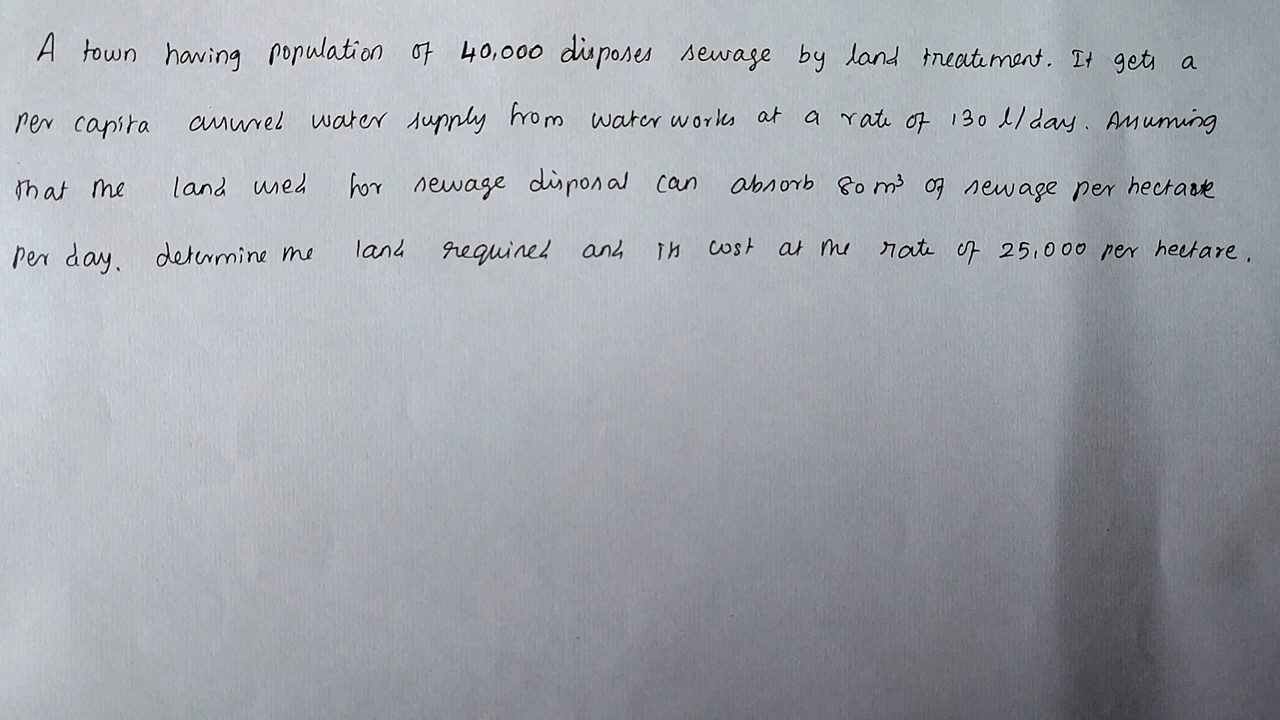 A town having population of 40,000 disposes sewage by land treatment. It gets a
per capita assured water supply from water works at a rate of 130 l/day. Assuming
that the land used for sewage disposal can absorb 80 m³ of sewage per hectare
per day. determine the land required and its cost at the rate of 25,000 per hectare.